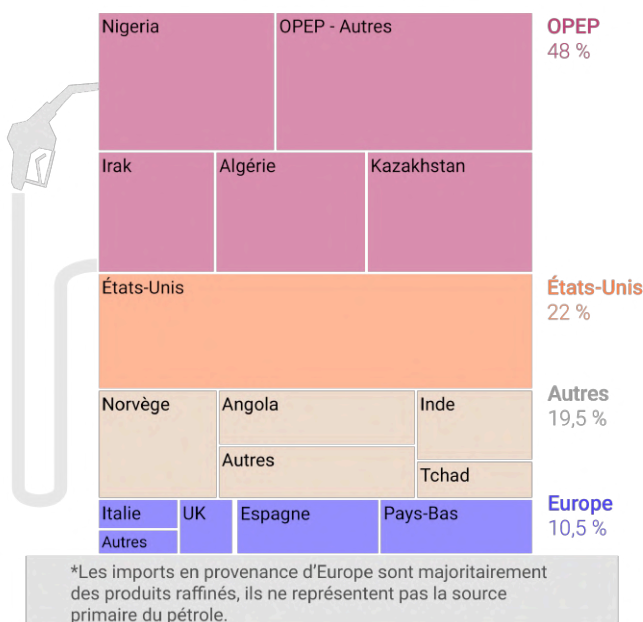 Nigeria
OPEP - Autres
OPEP
48 %
Irak
Algérie
Kazakhstan
États-Unis
États-Unis
22 %
Norvège
Angola
Inde
Autres
19,5 %
Autres
Tchad
Italie
UK
Espagne
Pays-Bas
Europe
10,5 %
Autres
*Les imports en provenance d'Europe sont majoritairement
des produits raffinés, ils ne représentent pas la source
primaire du pétrole.